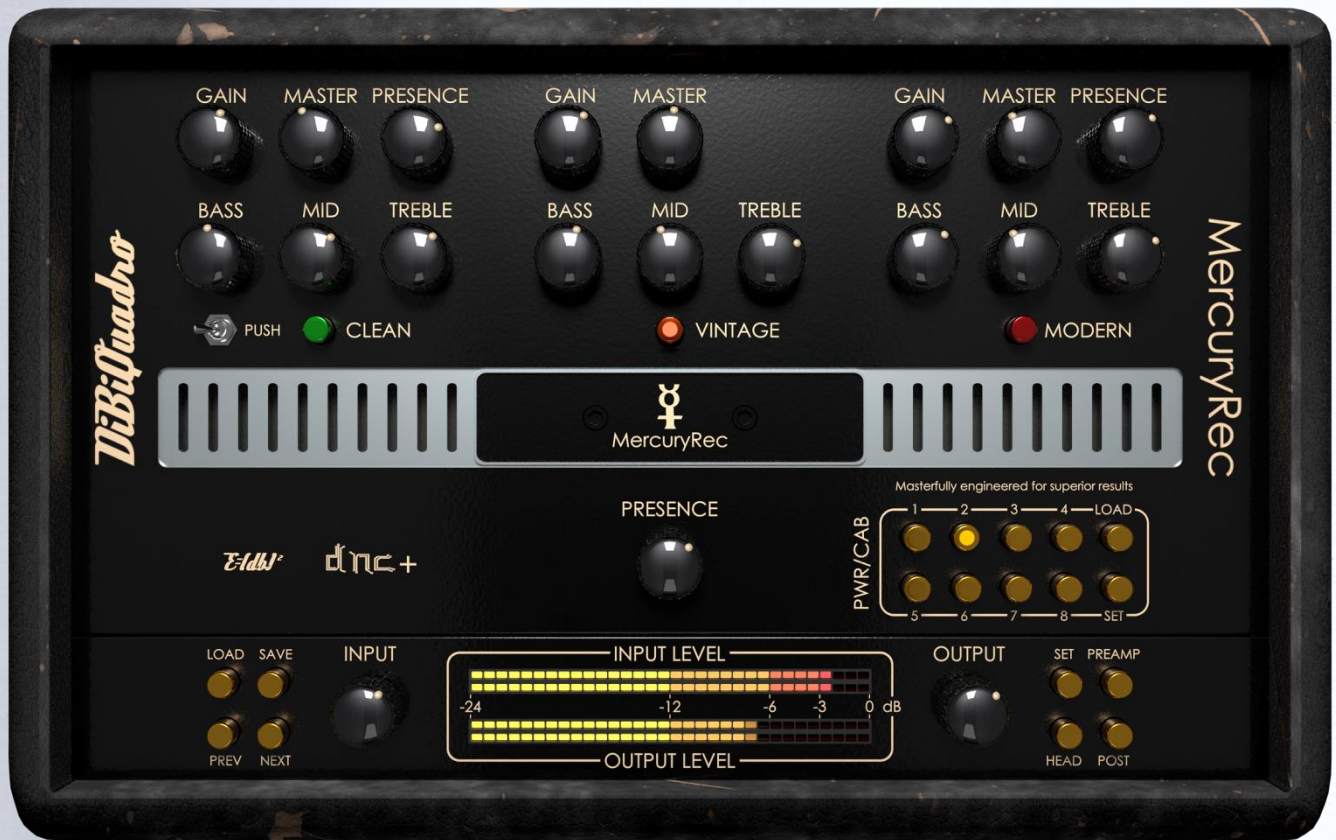 GAIN MASTER PRESENCE GAIN MASTER GAIN MASTER PRESENCE
BASS MID TREBLE BASS MID TREBLE BASS MID TREBLE
PUSH CLEAN VINTAGE MODERN
DiBiQuadro
MercuryRec
MercuryRec
PRESENCE
Masterfully engineered for superior results
PWR/CAB
1 2 3 4 LOAD
5 6 7 8 SET
dnc+
LOAD SAVE INPUT INPUT LEVEL OUTPUT SET PREAMP
-24 -12 -6 -3 0 dB
PREV NEXT OUTPUT LEVEL HEAD POST